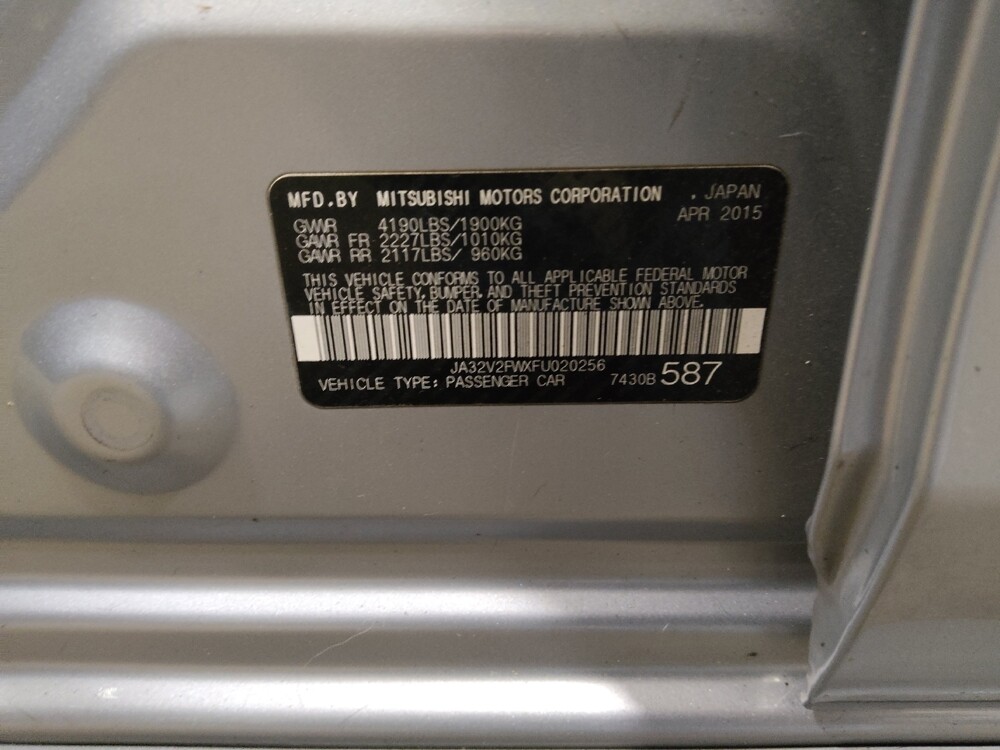 MFD.BY MITSUBISHI MOTORS CORPORATION . JAPAN
APR 2015
GVWR 4190LBS/1900KG
GAWR FR 2227LBS/1010KG
GAWR RR 2117LBS/ 960KG
THIS VEHICLE CONFORMS TO ALL APPLICABLE FEDERAL MOTOR
VEHICLE SAFETY, BUMPER, AND THEFT PREVENTION STANDARDS
IN EFFECT ON THE DATE OF MANUFACTURE SHOWN ABOVE.
JA32V2FWXFU020256
VEHICLE TYPE: PASSENGER CAR 7430B 587